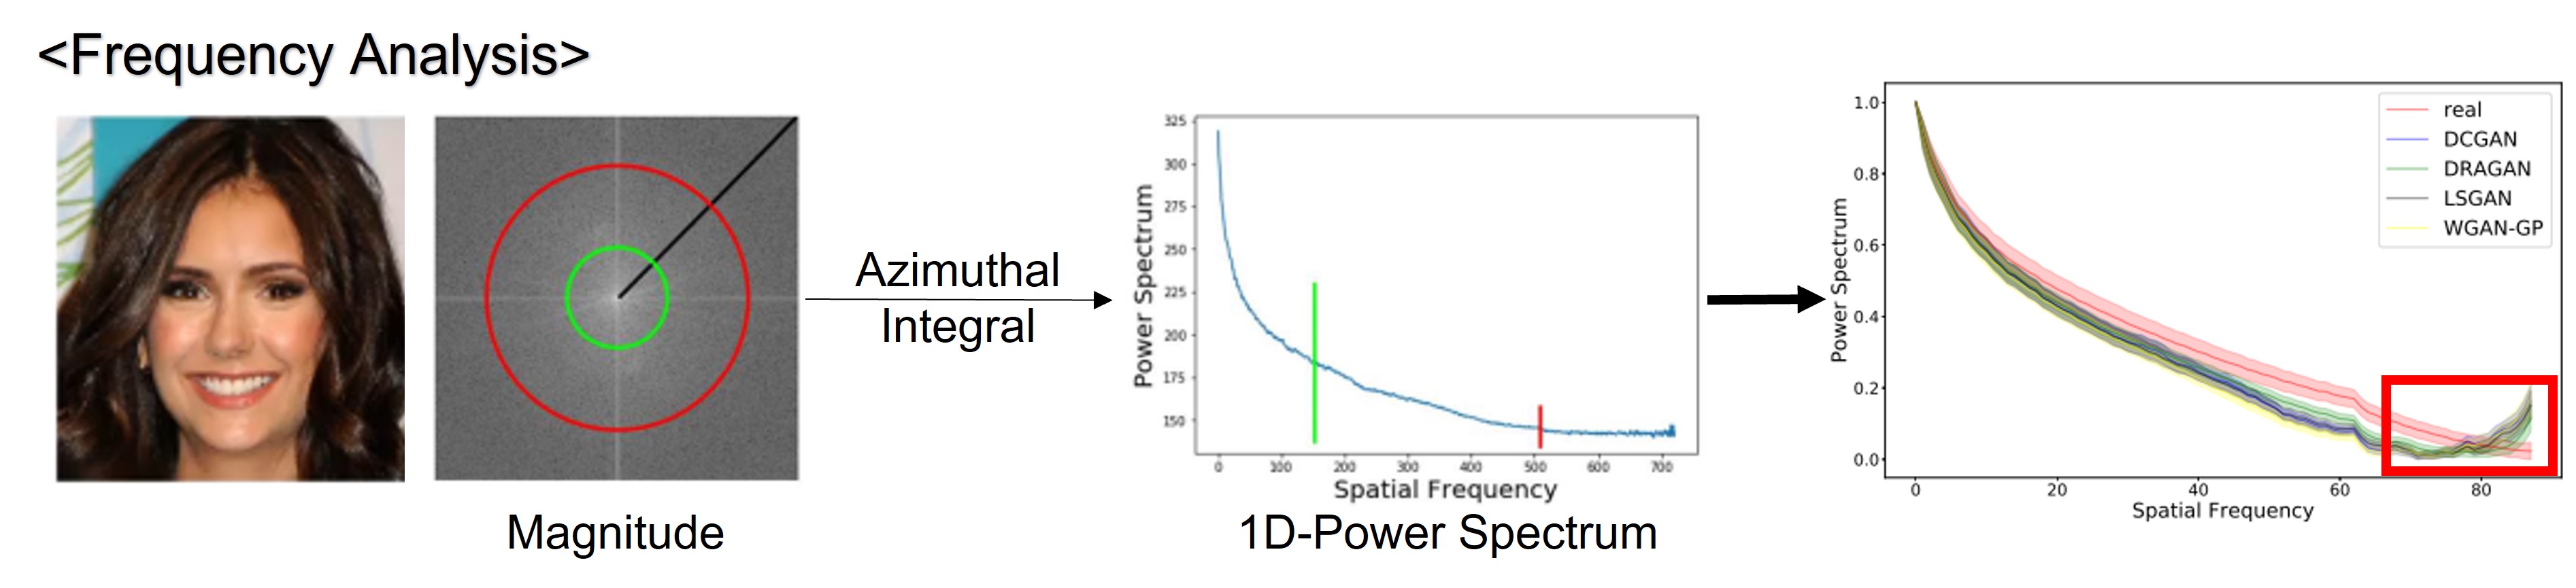 <Frequency Analysis>
Magnitude
Azimuthal
Integral
Power Spectrum
325
300
275
250
225
200
175
150
0 100 200 300 400 500 600 700
Spatial Frequency
1D-Power Spectrum
Power Spectrum
1.0
0.8
0.6
0.4
0.2
0.0
0 20 40 60 80
Spatial Frequency
real
DCGAN
DRAGAN
LSGAN
WGAN-GP